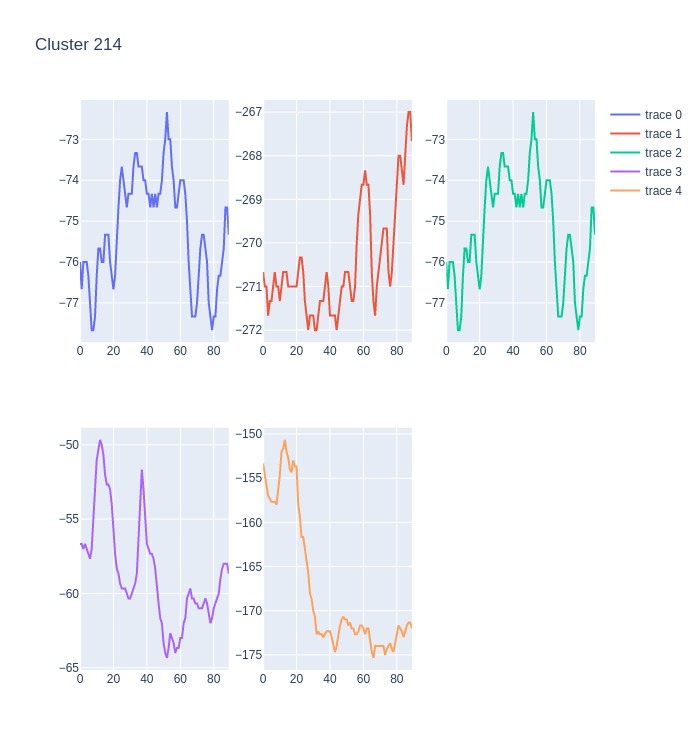 Cluster 214
−73
−74
−75
−76
−77
0 20 40 60 80
−267
−268
−269
−270
−271
−272
0 20 40 60 80
−73
−74
−75
−76
−77
0 20 40 60 80
trace 0
trace 1
trace 2
trace 3
trace 4
−50
−55
−60
−65
0 20 40 60 80
−150
−155
−160
−165
−170
−175
0 20 40 60 80